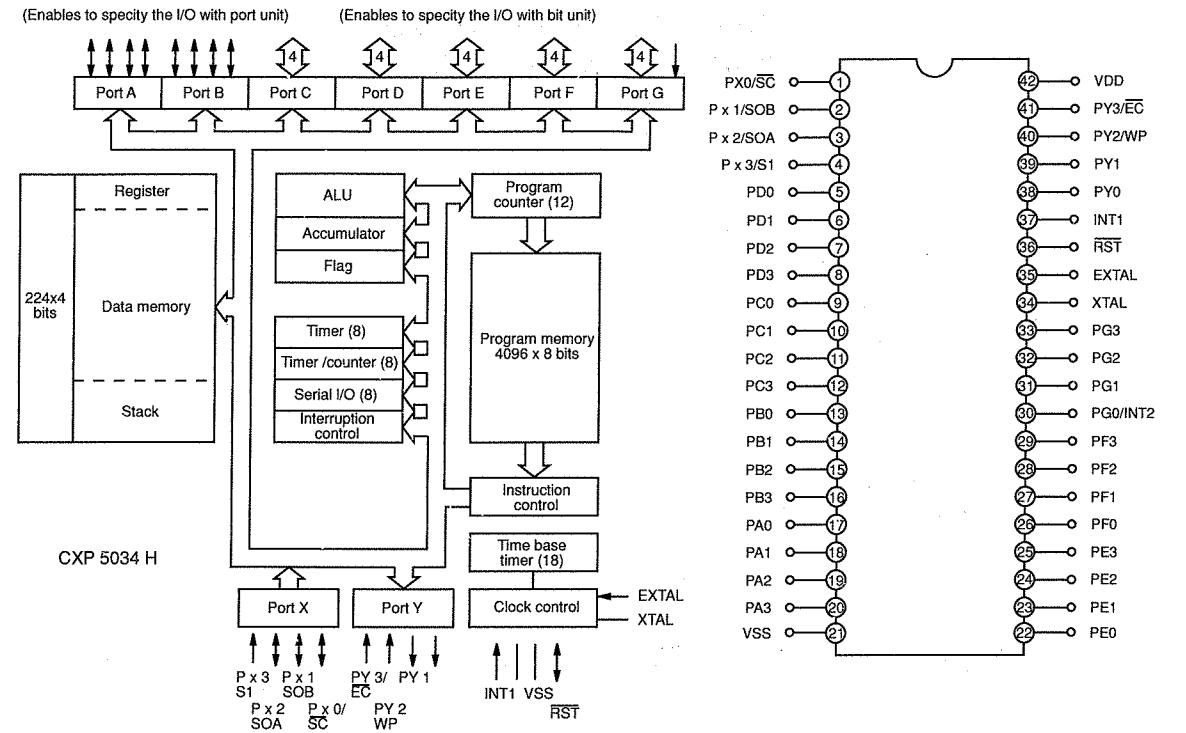 (Enables to specity the I/O with port unit)
(Enables to specify the I/O with bit unit)
4
4
4
4
4
Port A
Port B
Port C
Port D
Port E
Port F
Port G
224x4
bits
Register
Data memory
Stack
ALU
Accumulator
Flag
Timer (8)
Timer /counter (8)
Serial I/O (8)
Interruption
control
Program
counter (12)
Program memory
4096 x 8 bits
Instruction
control
Time base
timer (18)
Clock control
EXTAL
XTAL
CXP 5034 H
Port X
Port Y
P x 3
S1
P x 2
SOA
P x 1
SOB
P x 0/
SC
PY 3/
EC
PY 2
WP
PY 1
INT1
VSS
RST
PX0/SC 1
P x 1/SOB 2
P x 2/SOA 3
P x 3/S1 4
PD0 5
PD1 6
PD2 7
PD3 8
PC0 9
PC1 10
PC2 11
PC3 12
PB0 13
PB1 14
PB2 15
PB3 16
PA0 17
PA1 18
PA2 19
PA3 20
VSS 21
42 VDD
41 PY3/EC
40 PY2/WP
39 PY1
38 PY0
37 INT1
36 RST
35 EXTAL
34 XTAL
33 PG3
32 PG2
31 PG1
30 PG0/INT2
29 PF3
28 PF2
27 PF1
26 PF0
25 PE3
24 PE2
23 PE1
22 PE0